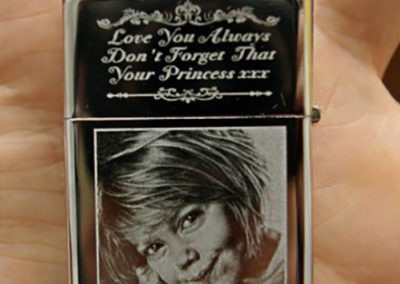 Love You Always
Don't Forget That
Your Princess xxx